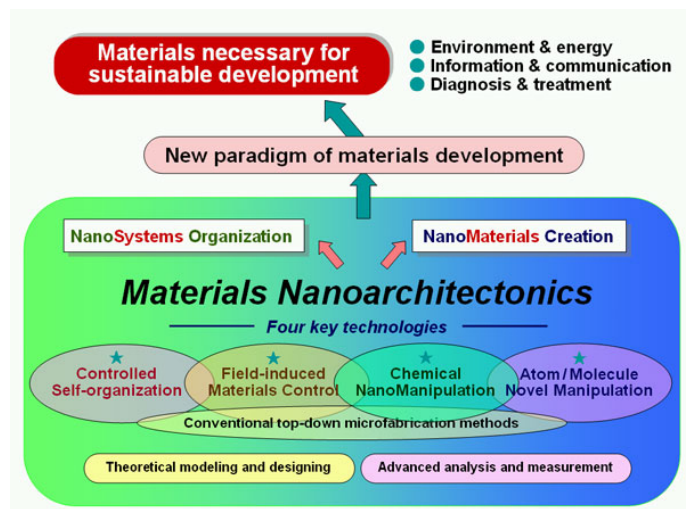 Materials necessary for
sustainable development
Environment & energy
Information & communication
Diagnosis & treatment
New paradigm of materials development
NanoSystems Organization
NanoMaterials Creation
Materials Nanoarchitectonics
Four key technologies
Controlled
Self-organization
Field-induced
Materials Control
Chemical
NanoManipulation
Atom/Molecule
Novel Manipulation
Conventional top-down microfabrication methods
Theoretical modeling and designing
Advanced analysis and measurement